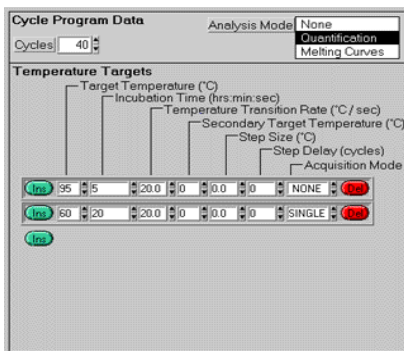 Cycle Program Data
Analysis Mode None
Quantification
Melting Curves
Cycles 40
Temperature Targets
Target Temperature (°C)
Incubation Time (hrs:min:sec)
Temperature Transition Rate (°C / sec)
Secondary Target Temperature (°C)
Step Size (°C)
Step Delay (cycles)
Acquisition Mode
Ins 95 5 20.0 0 0.0 0 NONE Del
Ins 60 20 20.0 0 0.0 0 SINGLE Del
Ins